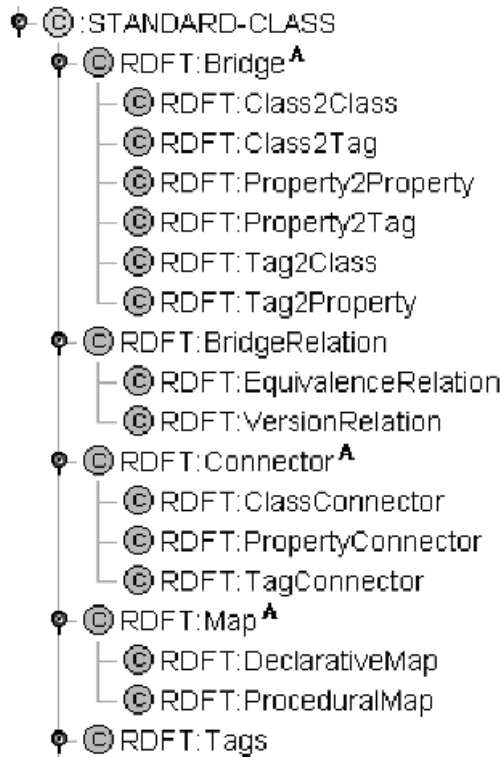 © :STANDARD-CLASS
© RDFT:Bridge A
© RDFT:Class2Class
© RDFT:Class2Tag
© RDFT:Property2Property
© RDFT:Property2Tag
© RDFT:Tag2Class
© RDFT:Tag2Property
© RDFT:BridgeRelation
© RDFT:EquivalenceRelation
© RDFT:VersionRelation
© RDFT:Connector A
© RDFT:ClassConnector
© RDFT:PropertyConnector
© RDFT:TagConnector
© RDFT:Map A
© RDFT:DeclarativeMap
© RDFT:ProceduralMap
© RDFT:Tags